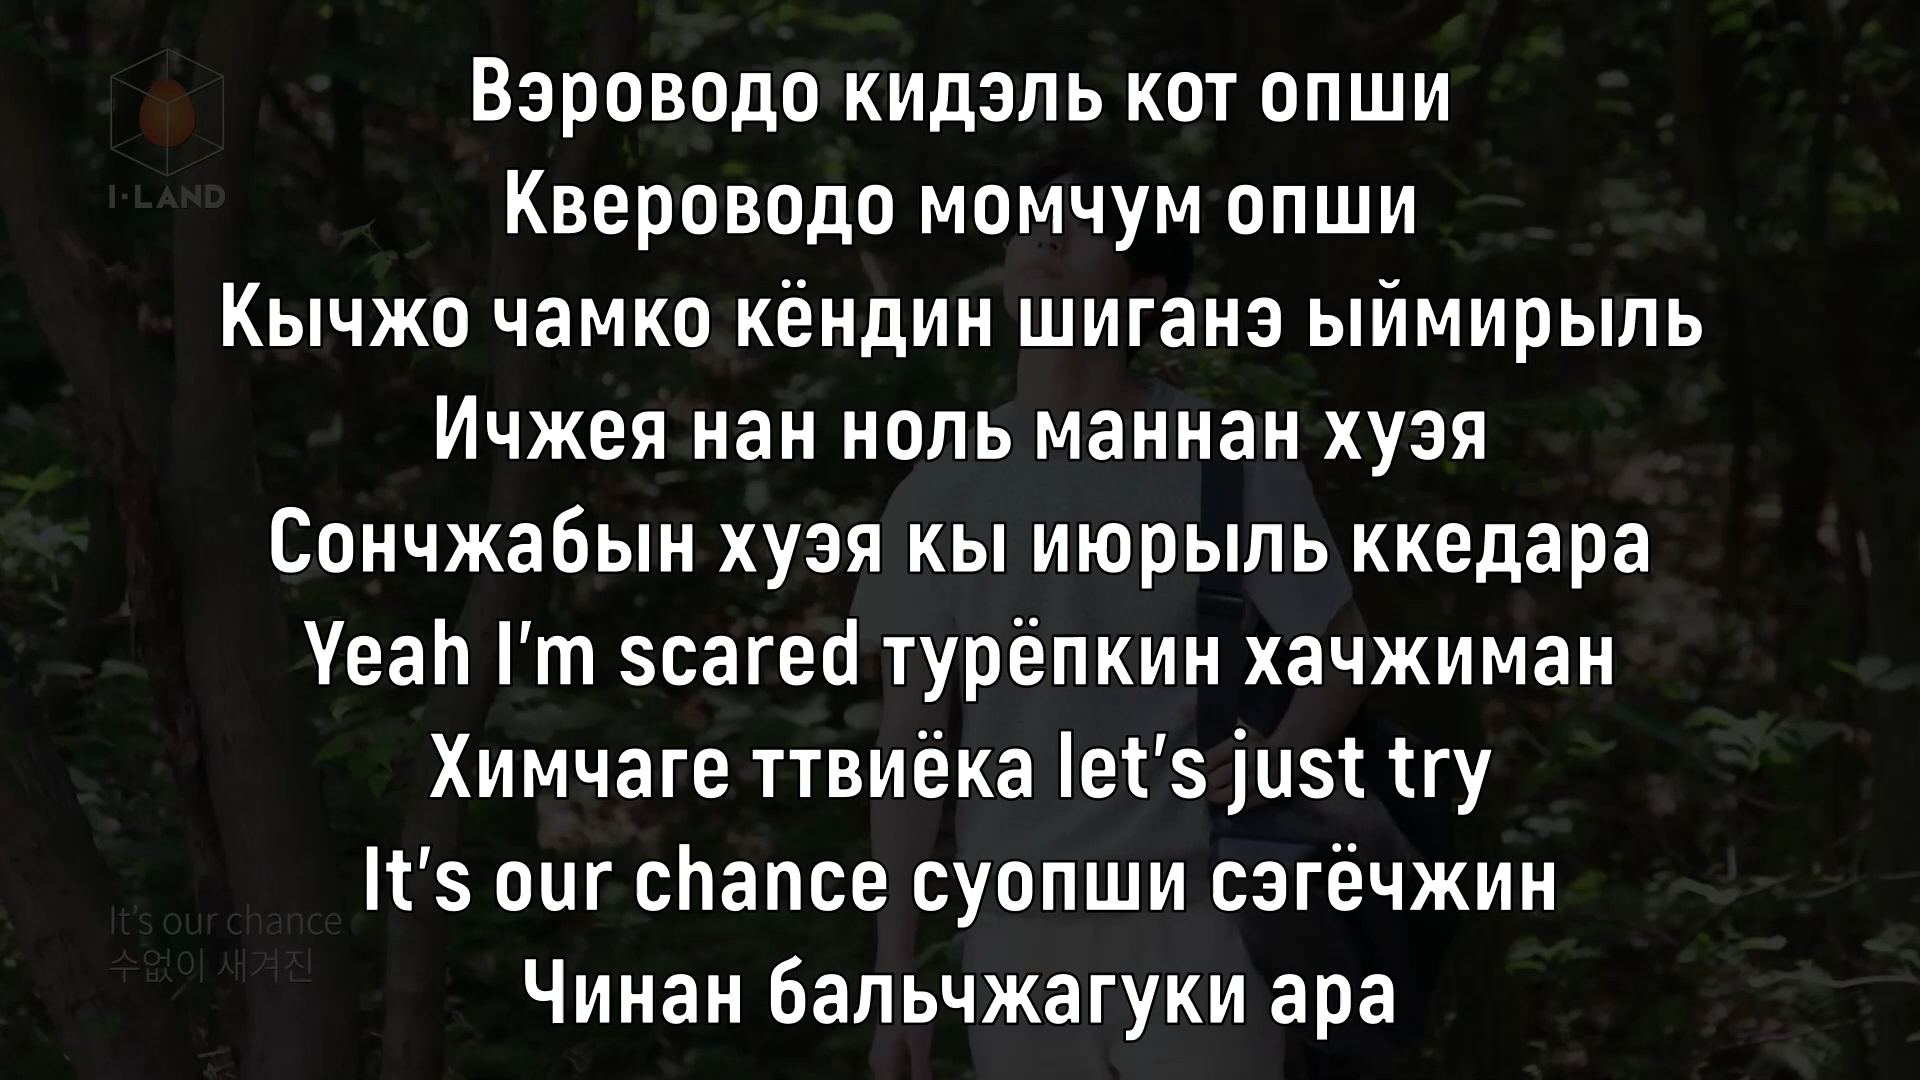 Вэроводо кидэль кот опши
I·LAND
Квероводо момчум опши
Кычжо чамко кёндин шиганэ ыймирыль
Ичжея нан ноль маннан хуэя
Сончжабын хуэя кы июрыль ккедара
Yeah I'm scared турёпкин хачжиман
Химчаге ттвиёка let's just try
It's our chance суопши сэгёчжин
It's our chance
수없이 새겨진
Чинан бальчжагуки ара